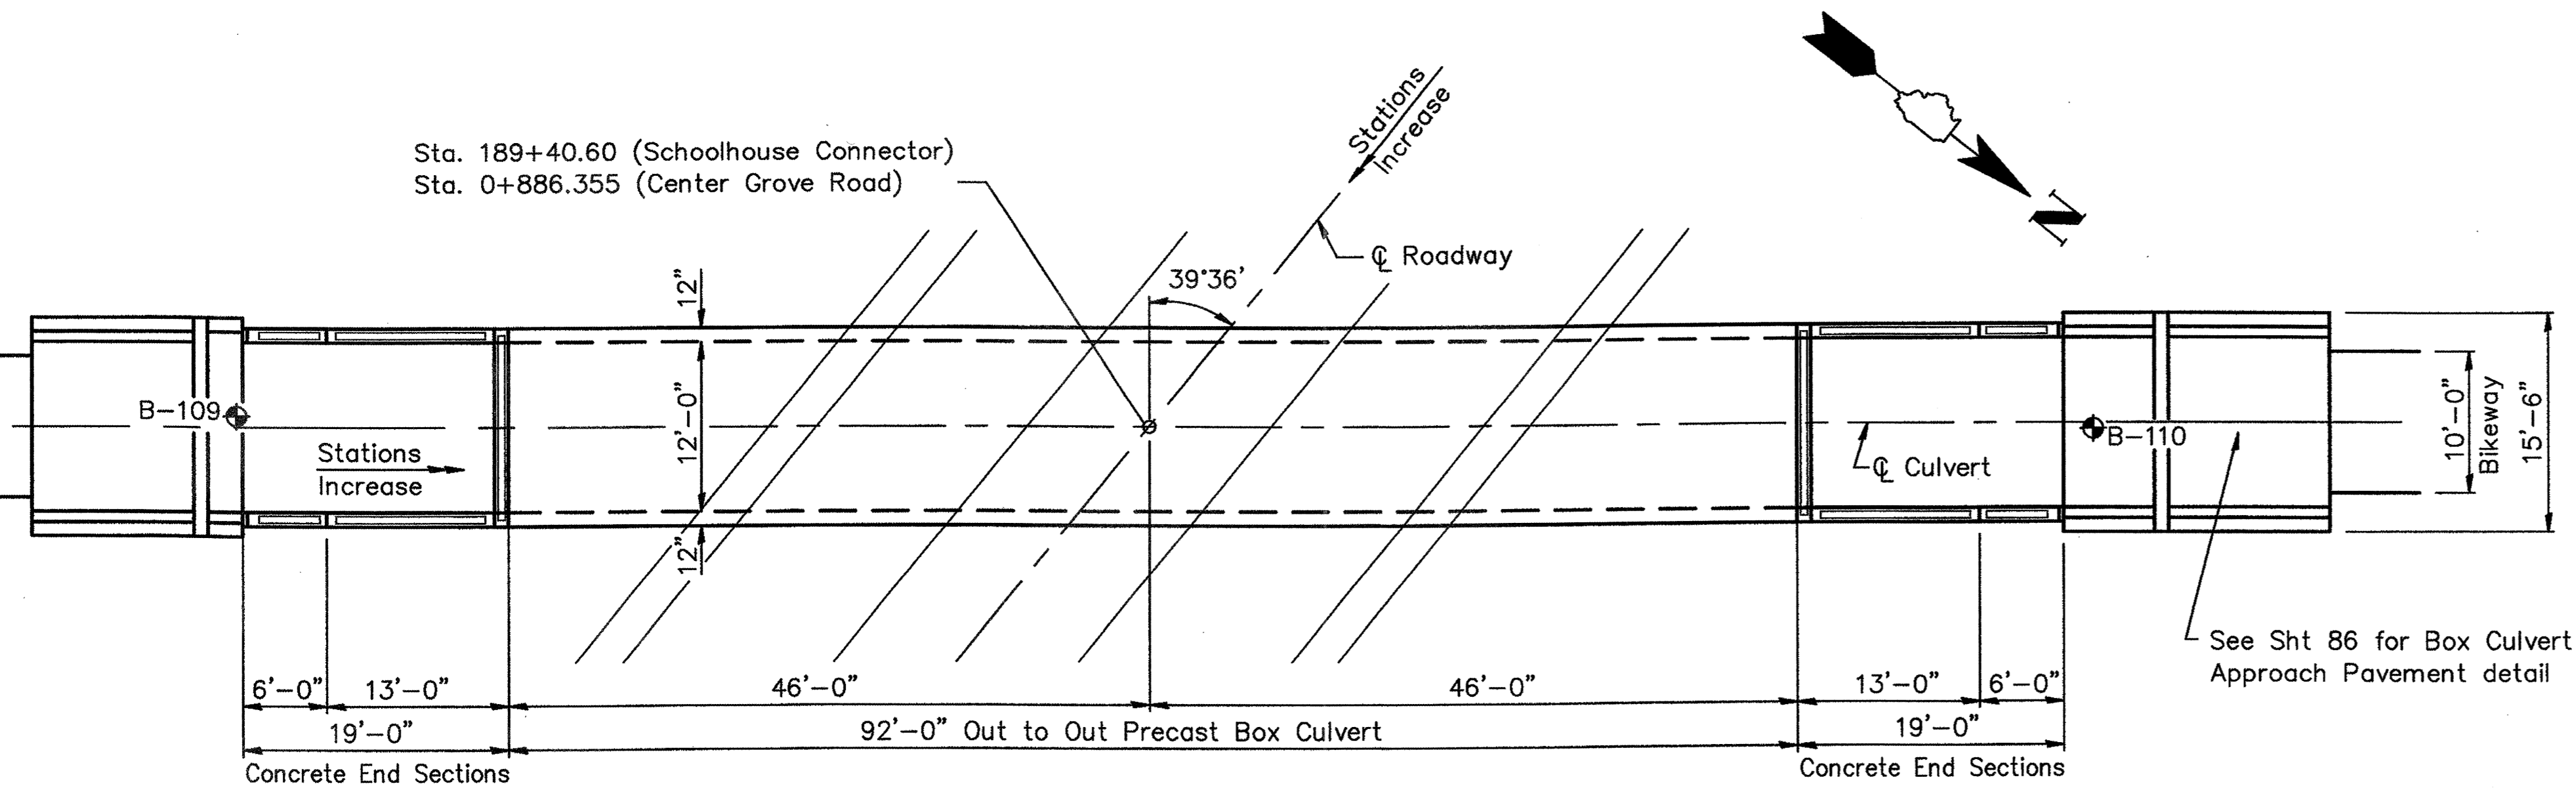 Sta. 189+40.60 (Schoolhouse Connector)
Sta. 0+886.355 (Center Grove Road)
Stations
Increase
N
℄ Roadway
39°36'
12"
12'-0"
12"
B-109
Stations
Increase
℄ Culvert
B-110
10'-0"
Bikeway
15'-6"
See Sht 86 for Box Culvert
Approach Pavement detail
6'-0"
13'-0"
46'-0"
46'-0"
13'-0"
6'-0"
19'-0"
92'-0" Out to Out Precast Box Culvert
19'-0"
Concrete End Sections
Concrete End Sections